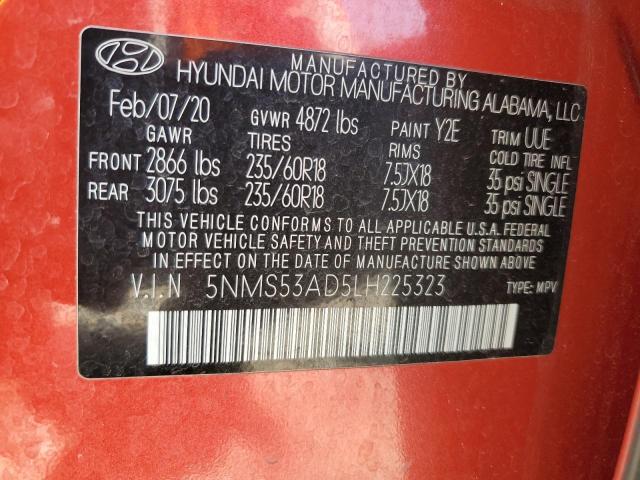 MANUFACTURED BY
HYUNDAI MOTOR MANUFACTURING ALABAMA, LLC
Feb/07/20 GVWR 4872 lbs PAINT Y2E TRIM UUE
GAWR TIRES RIMS COLD TIRE INFL
FRONT 2866 lbs 235/60R18 7.5JX18 35 psi SINGLE
REAR 3075 lbs 235/60R18 7.5JX18 35 psi SINGLE
THIS VEHICLE CONFORMS TO ALL APPLICABLE U.S.A. FEDERAL
MOTOR VEHICLE SAFETY AND THEFT PREVENTION STANDARDS
IN EFFECT ON THE DATE OF MANUFACTURE SHOWN ABOVE.
V.I.N 5NMS53AD5LH225323 TYPE: MPV